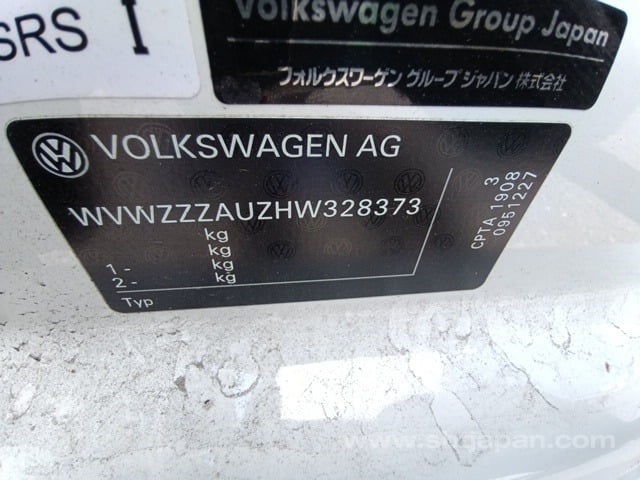 SRS I
Volkswagen Group Japan
フォルクスワーゲン グループ ジャパン 株式会社
VOLKSWAGEN AG
WVWZZZAUZHW328373
kg
kg
1 - kg
2 - kg
Typ
3
CPTA 1908
0951227
www.sbgjapan.com